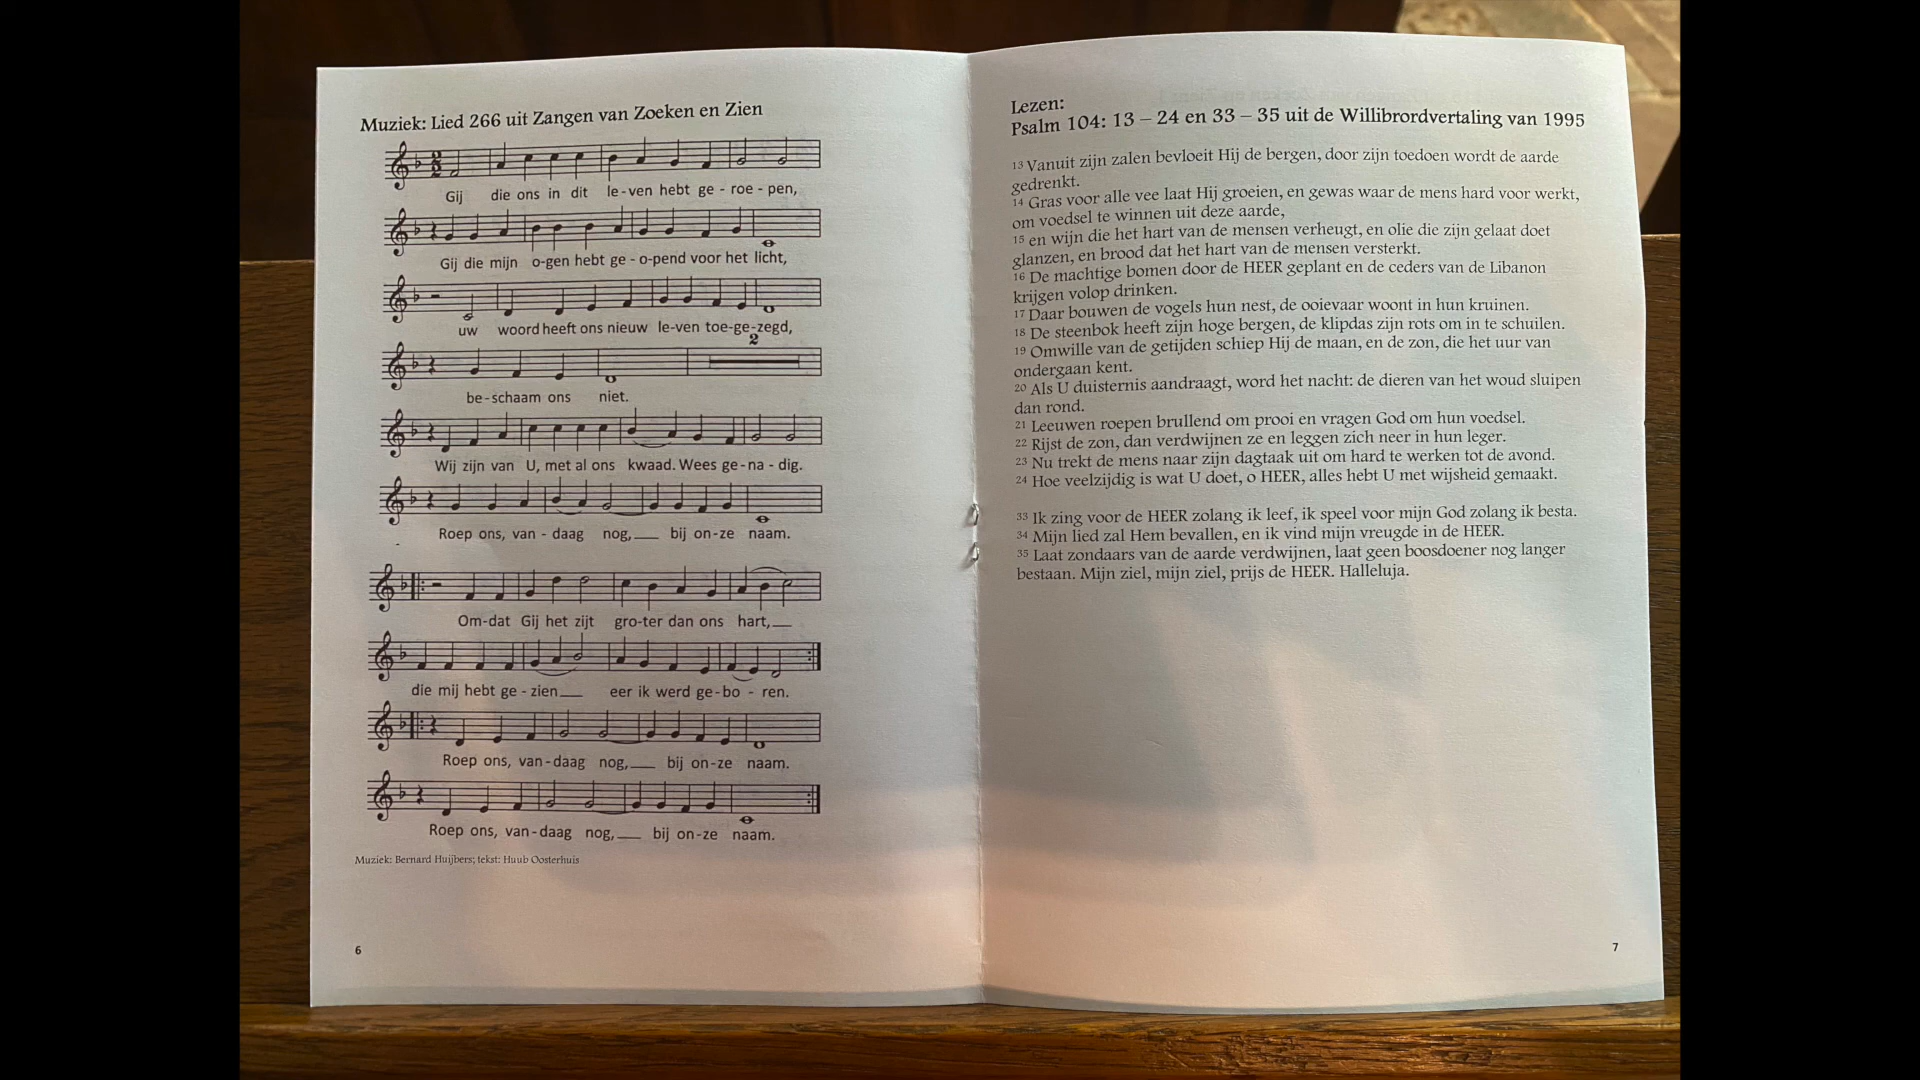 Muziek: Lied 266 uit Zangen van Zoeken en Zien
Gij die ons in dit le-ven hebt ge-roe-pen,
Gij die mijn o-gen hebt ge-o-pend voor het licht,
uw woord heeft ons nieuw le-ven toe-ge-zegd,
2
be-schaam ons niet.
Wij zijn van U, met al ons kwaad. Wees ge-na-dig.
Roep ons, van-daag nog,__ bij on-ze naam.
Om-dat Gij het zijt gro-ter dan ons hart,__
die mij hebt ge-zien__ eer ik werd ge-bo-ren.
Roep ons, van-daag nog,__ bij on-ze naam.
Roep ons, van-daag nog,__ bij on-ze naam.
Muziek: Bernard Huijbers; tekst: Huub Oosterhuis
6
Lezen:
Psalm 104: 13 – 24 en 33 – 35 uit de Willibrordvertaling van 1995
13 Vanuit zijn zalen bevloeit Hij de bergen, door zijn toedoen wordt de aarde
gedrenkt.
14 Gras voor alle vee laat Hij groeien, en gewas waar de mens hard voor werkt,
om voedsel te winnen uit deze aarde,
15 en wijn die het hart van de mensen verheugt, en olie die zijn gelaat doet
glanzen, en brood dat het hart van de mensen versterkt.
16 De machtige bomen door de HEER geplant en de ceders van de Libanon
krijgen volop drinken.
17 Daar bouwen de vogels hun nest, de ooievaar woont in hun kruinen.
18 De steenbok heeft zijn hoge bergen, de klipdas zijn rots om in te schuilen.
19 Omwille van de getijden schiep Hij de maan, en de zon, die het uur van
ondergaan kent.
20 Als U duisternis aandraagt, word het nacht: de dieren van het woud sluipen
dan rond.
21 Leeuwen roepen brullend om prooi en vragen God om hun voedsel.
22 Rijst de zon, dan verdwijnen ze en leggen zich neer in hun leger.
23 Nu trekt de mens naar zijn dagtaak uit om hard te werken tot de avond.
24 Hoe veelzijdig is wat U doet, o HEER, alles hebt U met wijsheid gemaakt.
33 Ik zing voor de HEER zolang ik leef, ik speel voor mijn God zolang ik besta.
34 Mijn lied zal Hem bevallen, en ik vind mijn vreugde in de HEER.
35 Laat zondaars van de aarde verdwijnen, laat geen boosdoener nog langer
bestaan. Mijn ziel, mijn ziel, prijs de HEER. Halleluja.
7